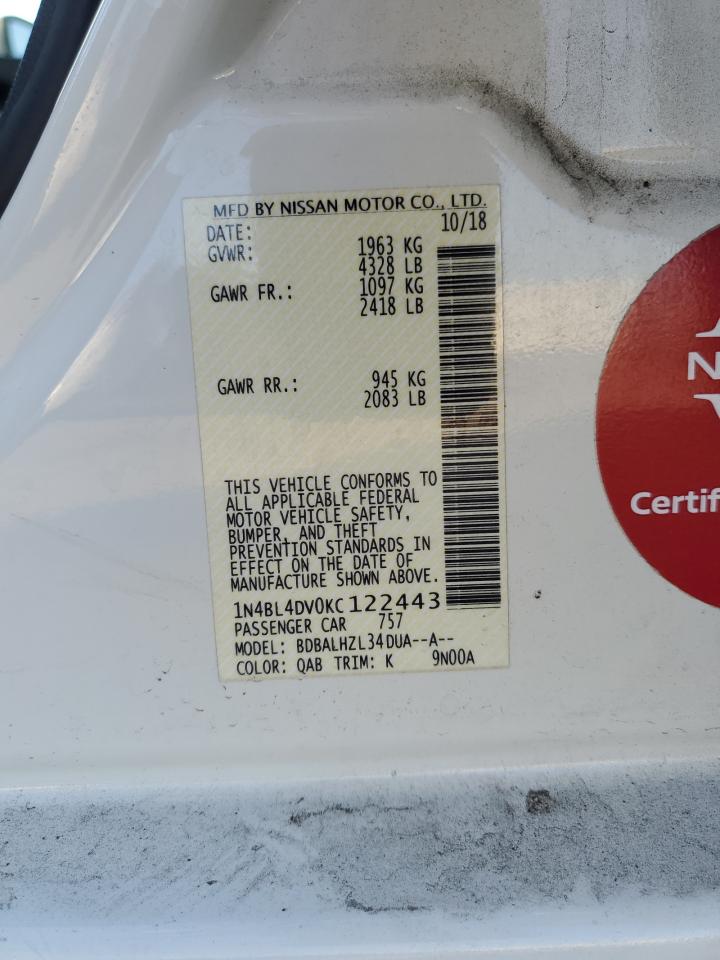 MFD BY NISSAN MOTOR CO., LTD.
DATE: 10/18
GVWR: 1963 KG
4328 LB
GAWR FR.: 1097 KG
2418 LB
GAWR RR.: 945 KG
2083 LB
THIS VEHICLE CONFORMS TO
ALL APPLICABLE FEDERAL
MOTOR VEHICLE SAFETY,
BUMPER, AND THEFT
PREVENTION STANDARDS IN
EFFECT ON THE DATE OF
MANUFACTURE SHOWN ABOVE.
1N4BL4DV0KC122443
PASSENGER CAR 757
MODEL: BDBALHZL34DUA--A--
COLOR: QAB TRIM: K 9N00A
N
Certif